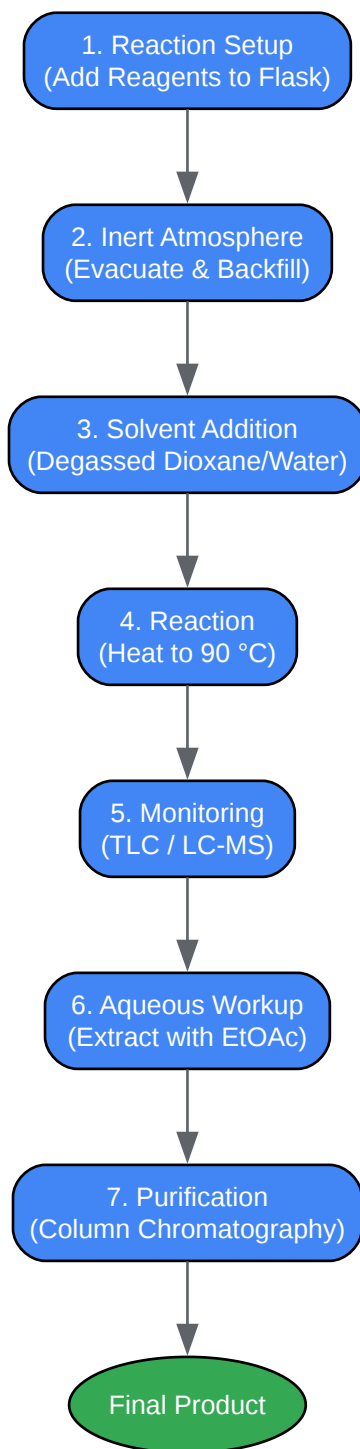 1. Reaction Setup
(Add Reagents to Flask)
2. Inert Atmosphere
(Evacuate & Backfill)
3. Solvent Addition
(Degassed Dioxane/Water)
4. Reaction
(Heat to 90 °C)
5. Monitoring
(TLC / LC-MS)
6. Aqueous Workup
(Extract with EtOAc)
7. Purification
(Column Chromatography)
Final Product